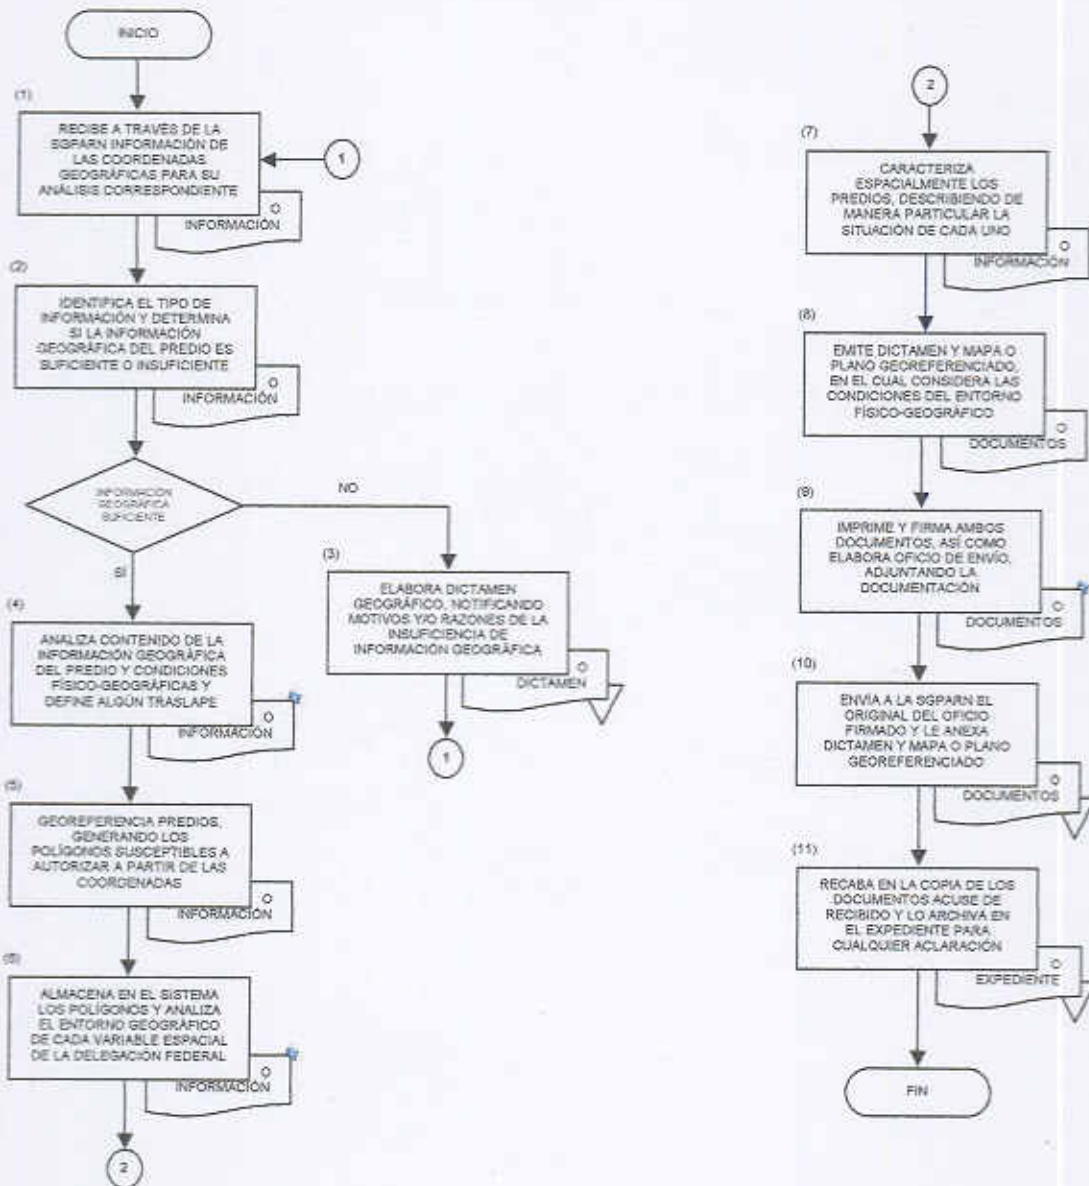 INICIO
(1)
RECIBE A TRAVÉS DE LA
SGPARN INFORMACIÓN DE
LAS COORDENADAS
GEOGRÁFICAS PARA SU
ANÁLISIS CORRESPONDIENTE
1
O
INFORMACIÓN
(2)
IDENTIFICA EL TIPO DE
INFORMACIÓN Y DETERMINA
SI LA INFORMACIÓN
GEOGRÁFICA DEL PREDIO ES
SUFICIENTE O INSUFICIENTE
O
INFORMACIÓN
INFORMACIÓN
GEOGRÁFICA
SUFICIENTE
NO
SI
(3)
ELABORA DICTAMEN
GEOGRÁFICO, NOTIFICANDO
MOTIVOS Y/O RAZONES DE LA
INSUFICIENCIA DE
INFORMACIÓN GEOGRÁFICA
O
DICTAMEN
1
(4)
ANALIZA CONTENIDO DE LA
INFORMACIÓN GEOGRÁFICA
DEL PREDIO Y CONDICIONES
FÍSICO-GEOGRÁFICAS Y
DEFINE ALGÚN TRASLAPE
O
INFORMACIÓN
(5)
GEOREFERENCIA PREDIOS,
GENERANDO LOS
POLÍGONOS SUSCEPTIBLES A
AUTORIZAR A PARTIR DE LAS
COORDENADAS
O
INFORMACIÓN
(6)
ALMACENA EN EL SISTEMA
LOS POLÍGONOS Y ANALIZA
EL ENTORNO GEOGRÁFICO
DE CADA VARIABLE ESPACIAL
DE LA DELEGACIÓN FEDERAL
O
INFORMACIÓN
2
2
(7)
CARACTERIZA
ESPACIALMENTE LOS
PREDIOS, DESCRIBIENDO DE
MANERA PARTICULAR LA
SITUACIÓN DE CADA UNO
O
INFORMACIÓN
(8)
EMITE DICTAMEN Y MAPA O
PLANO GEOREFERENCIADO,
EN EL CUAL CONSIDERA LAS
CONDICIONES DEL ENTORNO
FÍSICO-GEOGRÁFICO
O
DOCUMENTOS
(9)
IMPRIME Y FIRMA AMBOS
DOCUMENTOS, ASÍ COMO
ELABORA OFICIO DE ENVÍO,
ADJUNTANDO LA
DOCUMENTACIÓN
O
DOCUMENTOS
(10)
ENVÍA A LA SGPARN EL
ORIGINAL DEL OFICIO
FIRMADO Y LE ANEXA
DICTAMEN Y MAPA O PLANO
GEOREFERENCIADO
O
DOCUMENTOS
(11)
RECABA EN LA COPIA DE LOS
DOCUMENTOS ACUSE DE
RECIBIDO Y LO ARCHIVA EN
EL EXPEDIENTE PARA
CUALQUIER ACLARACIÓN
O
EXPEDIENTE
FIN